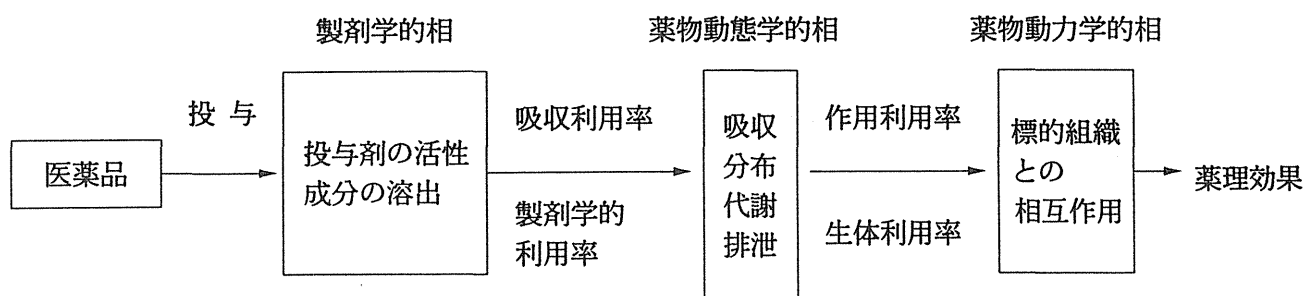 製剤学的相
薬物動態学的相
薬物動力学的相
投与
医薬品
投与剤の活性
成分の溶出
吸収利用率
製剤学的
利用率
吸収
分布
代謝
排泄
作用利用率
生体利用率
標的組織
との
相互作用
薬理効果